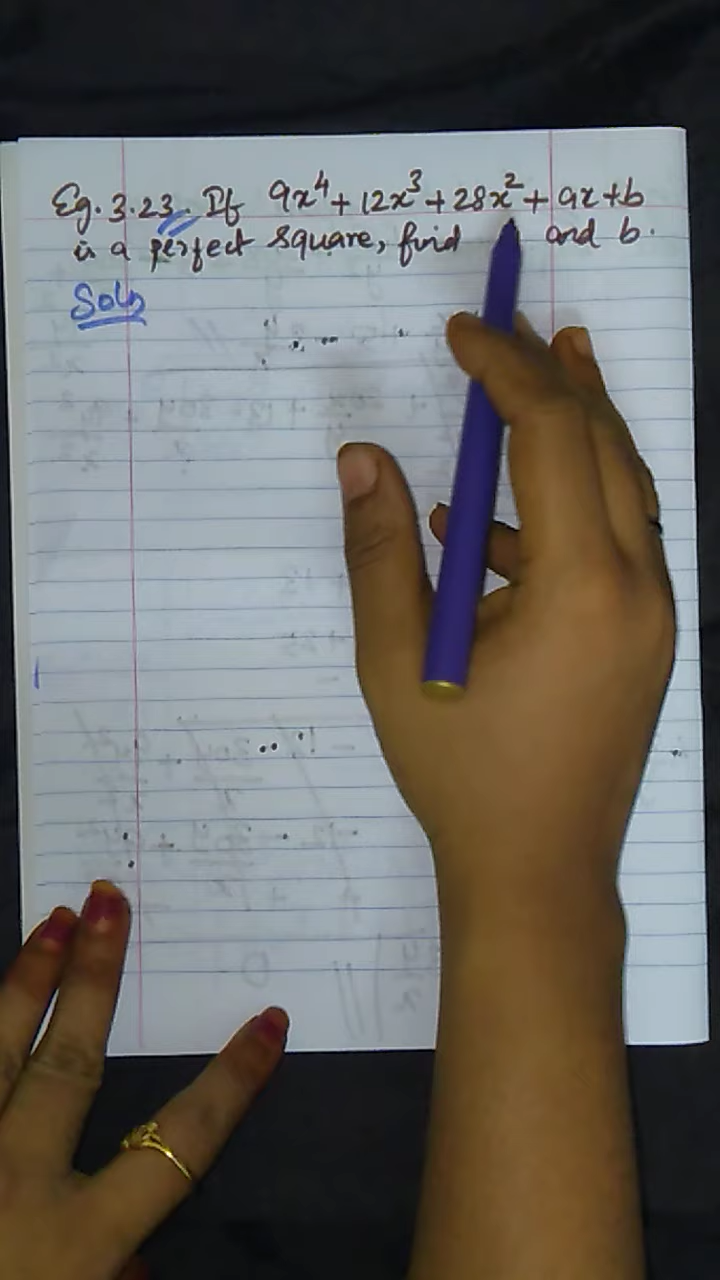 Eg. 3.23. If 9x⁴ + 12x³ + 28x² + ax + b
is a perfect square, find and b.
Soln